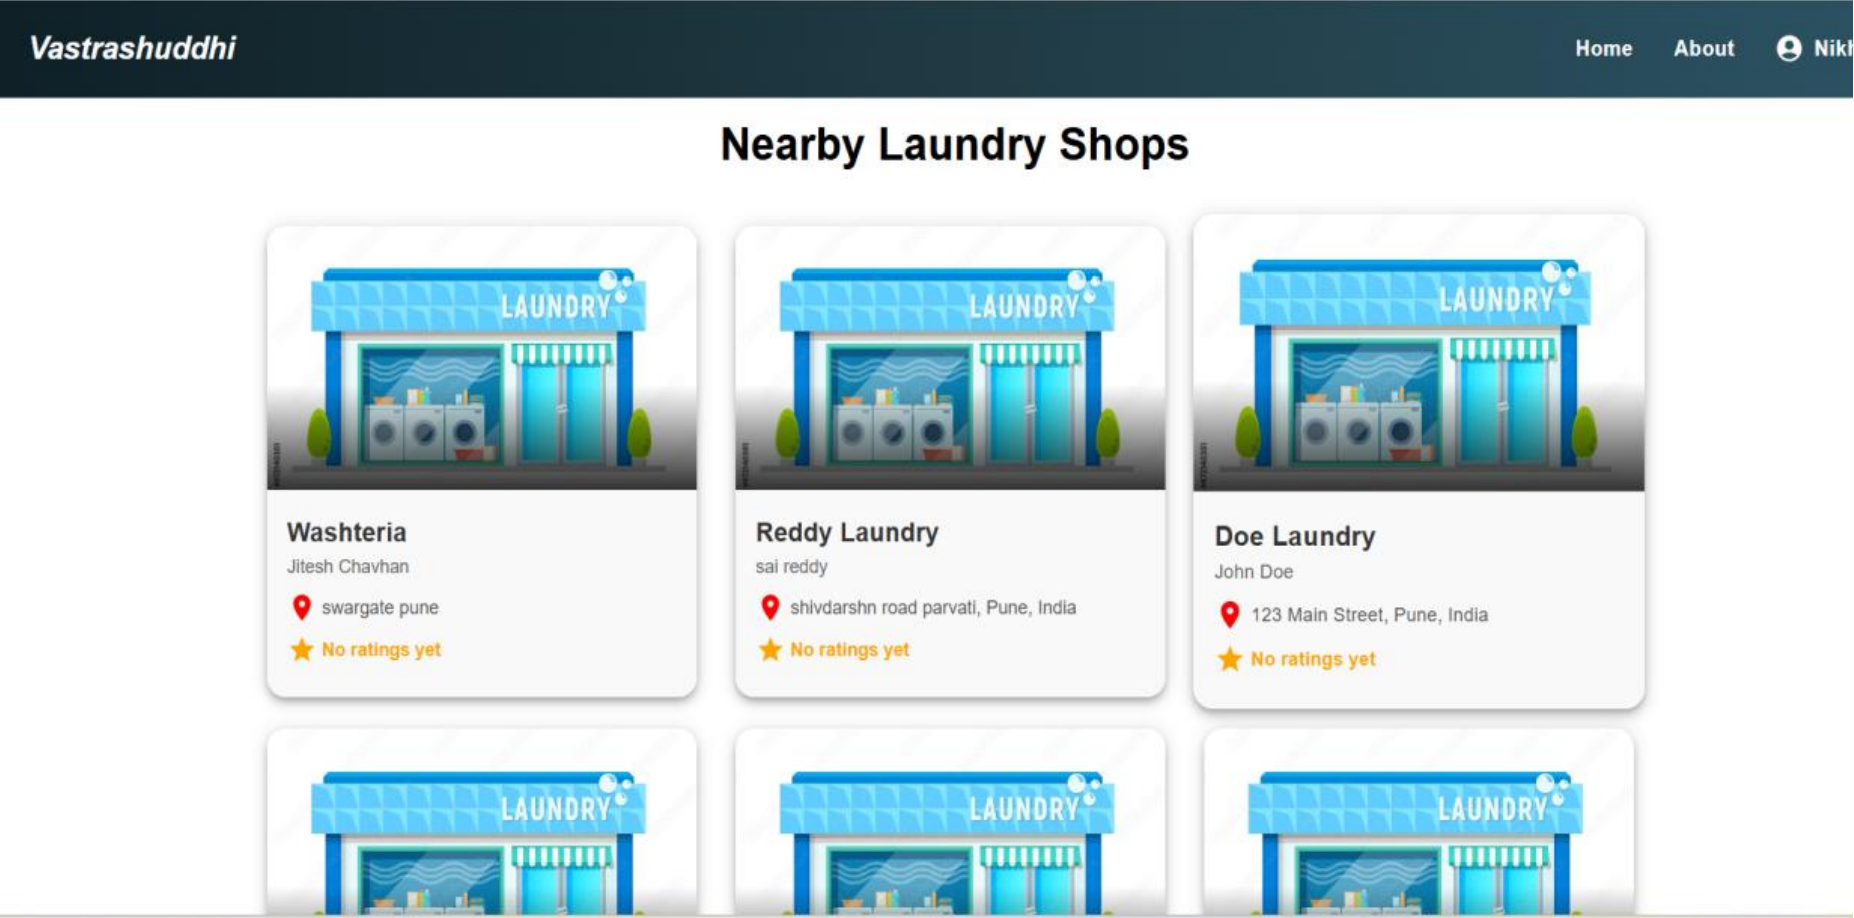 Vastrashuddhi
Home About Nikh
Nearby Laundry Shops
LAUNDRY LAUNDRY LAUNDRY
Washteria
Jitesh Chavhan
swargate pune
No ratings yet
Reddy Laundry
sai reddy
shivdarshn road parvati, Pune, India
No ratings yet
Doe Laundry
John Doe
123 Main Street, Pune, India
No ratings yet
LAUNDRY LAUNDRY LAUNDRY